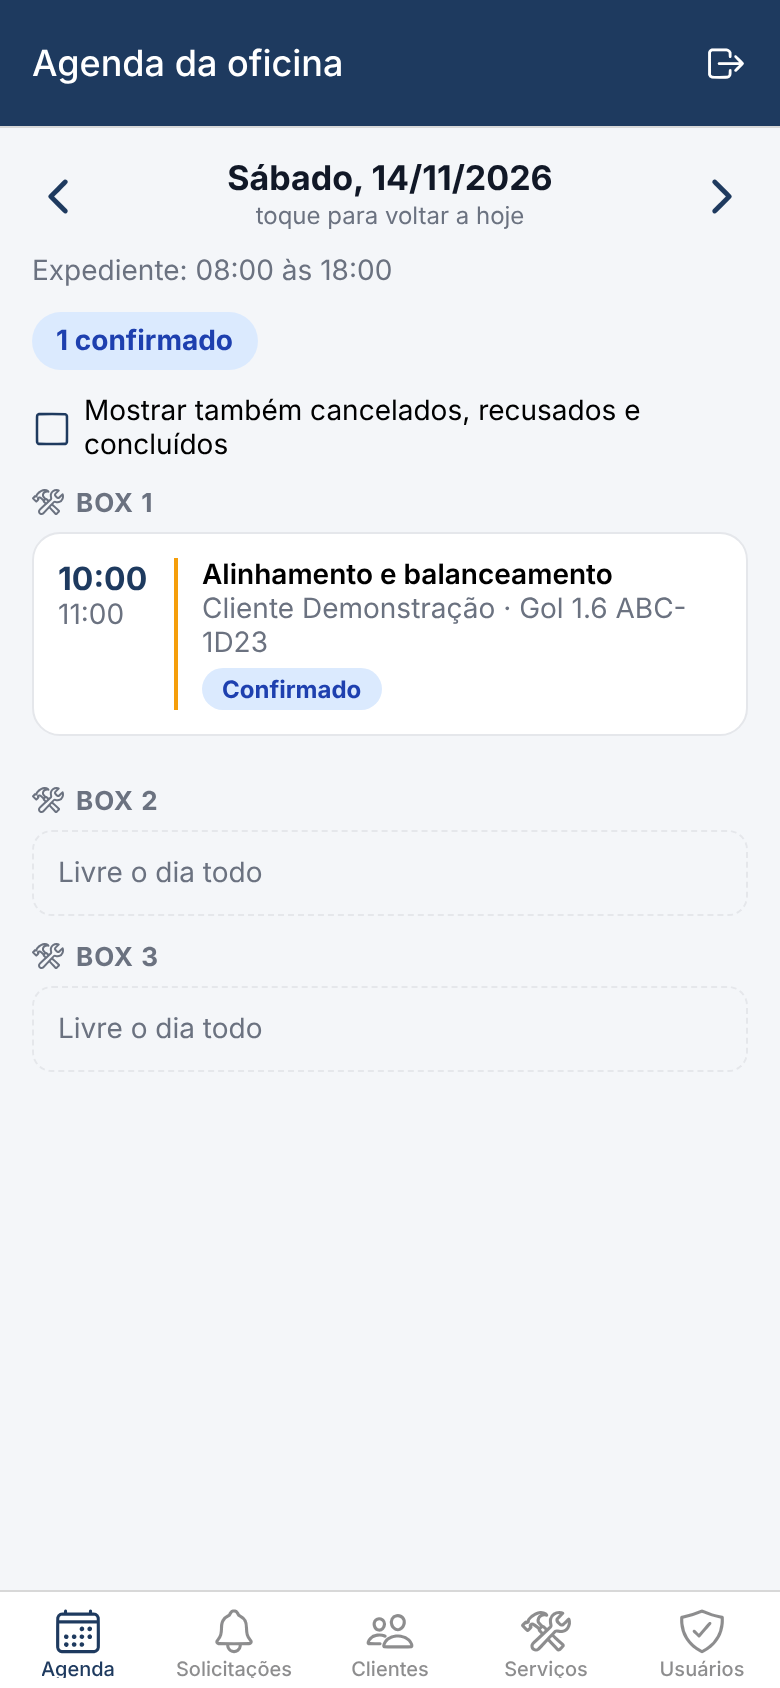 Agenda da oficina
Sábado, 14/11/2026
toque para voltar a hoje
Expediente: 08:00 às 18:00
1 confirmado
Mostrar também cancelados, recusados e
concluídos
BOX 1
10:00
11:00
Alinhamento e balanceamento
Cliente Demonstração · Gol 1.6 ABC-
1D23
Confirmado
BOX 2
Livre o dia todo
BOX 3
Livre o dia todo
Agenda
Solicitações
Clientes
Serviços
Usuários